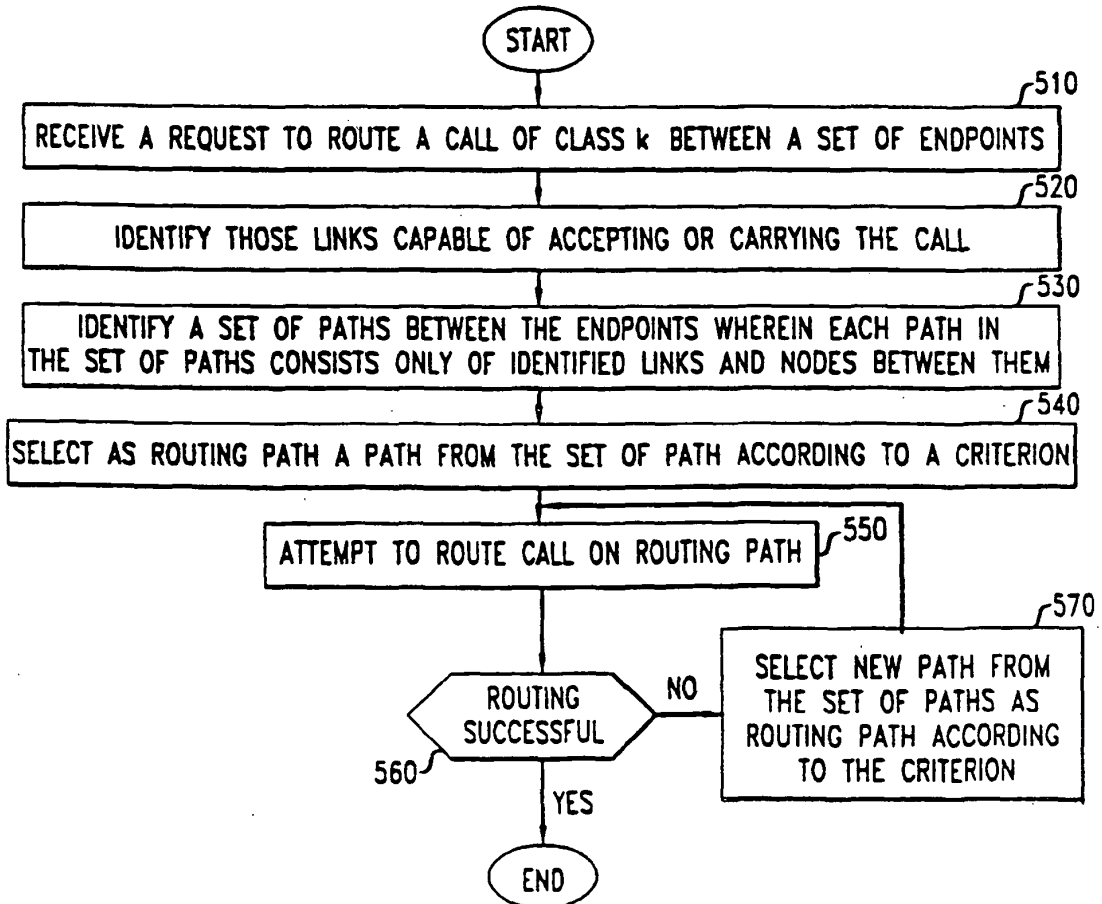 START
510
RECEIVE A REQUEST TO ROUTE A CALL OF CLASS k BETWEEN A SET OF ENDPOINTS
520
IDENTIFY THOSE LINKS CAPABLE OF ACCEPTING OR CARRYING THE CALL
530
IDENTIFY A SET OF PATHS BETWEEN THE ENDPOINTS WHEREIN EACH PATH IN
THE SET OF PATHS CONSISTS ONLY OF IDENTIFIED LINKS AND NODES BETWEEN THEM
540
SELECT AS ROUTING PATH A PATH FROM THE SET OF PATH ACCORDING TO A CRITERION
ATTEMPT TO ROUTE CALL ON ROUTING PATH
550
570
ROUTING
SUCCESSFUL
560
NO
SELECT NEW PATH FROM
THE SET OF PATHS AS
ROUTING PATH ACCORDING
TO THE CRITERION
YES
END